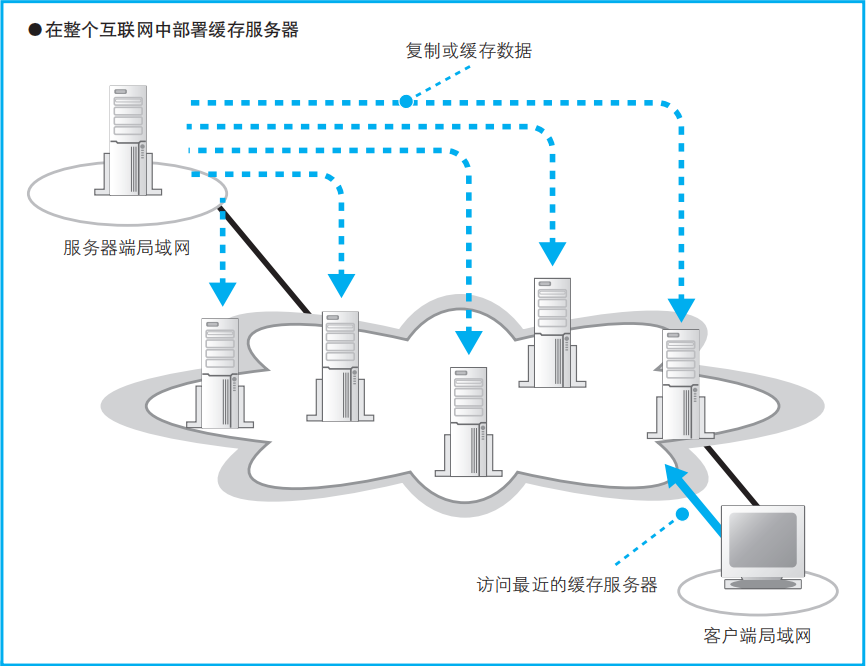 ●在整个互联网中部署缓存服务器
复制或缓存数据
服务器端局域网
访问最近的缓存服务器
客户端局域网